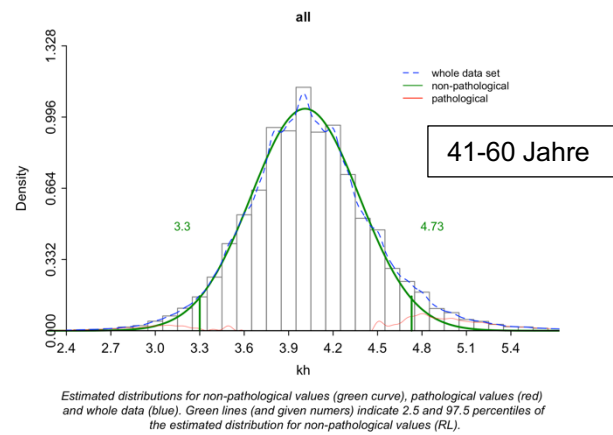 all
1.328
0.996
0.664
0.332
0.000
Density
whole data set
non-pathological
pathological
41-60 Jahre
3.3
4.73
2.4 2.7 3.0 3.3 3.6 3.9 4.2 4.5 4.8 5.1 5.4
kh
Estimated distributions for non-pathological values (green curve), pathological values (red)
and whole data (blue). Green lines (and given numers) indicate 2.5 and 97.5 percentiles of
the estimated distribution for non-pathological values (RL).